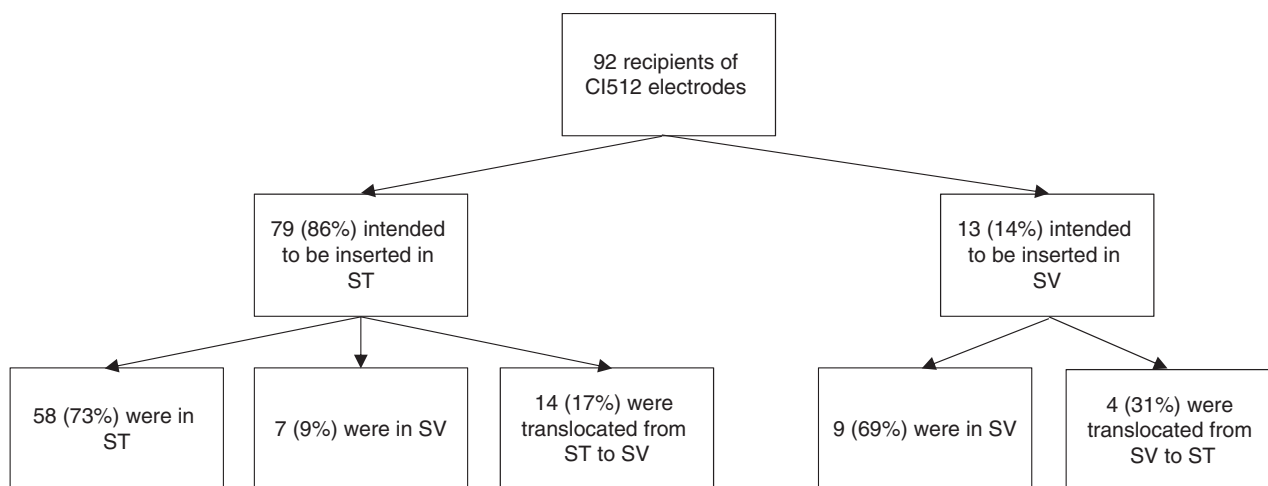 92 recipients of
CI512 electrodes
79 (86%) intended
to be inserted in
ST
13 (14%) intended
to be inserted in
SV
58 (73%) were in
ST
7 (9%) were in SV
14 (17%) were
translocated from
ST to SV
9 (69%) were in SV
4 (31%) were
translocated from
SV to ST